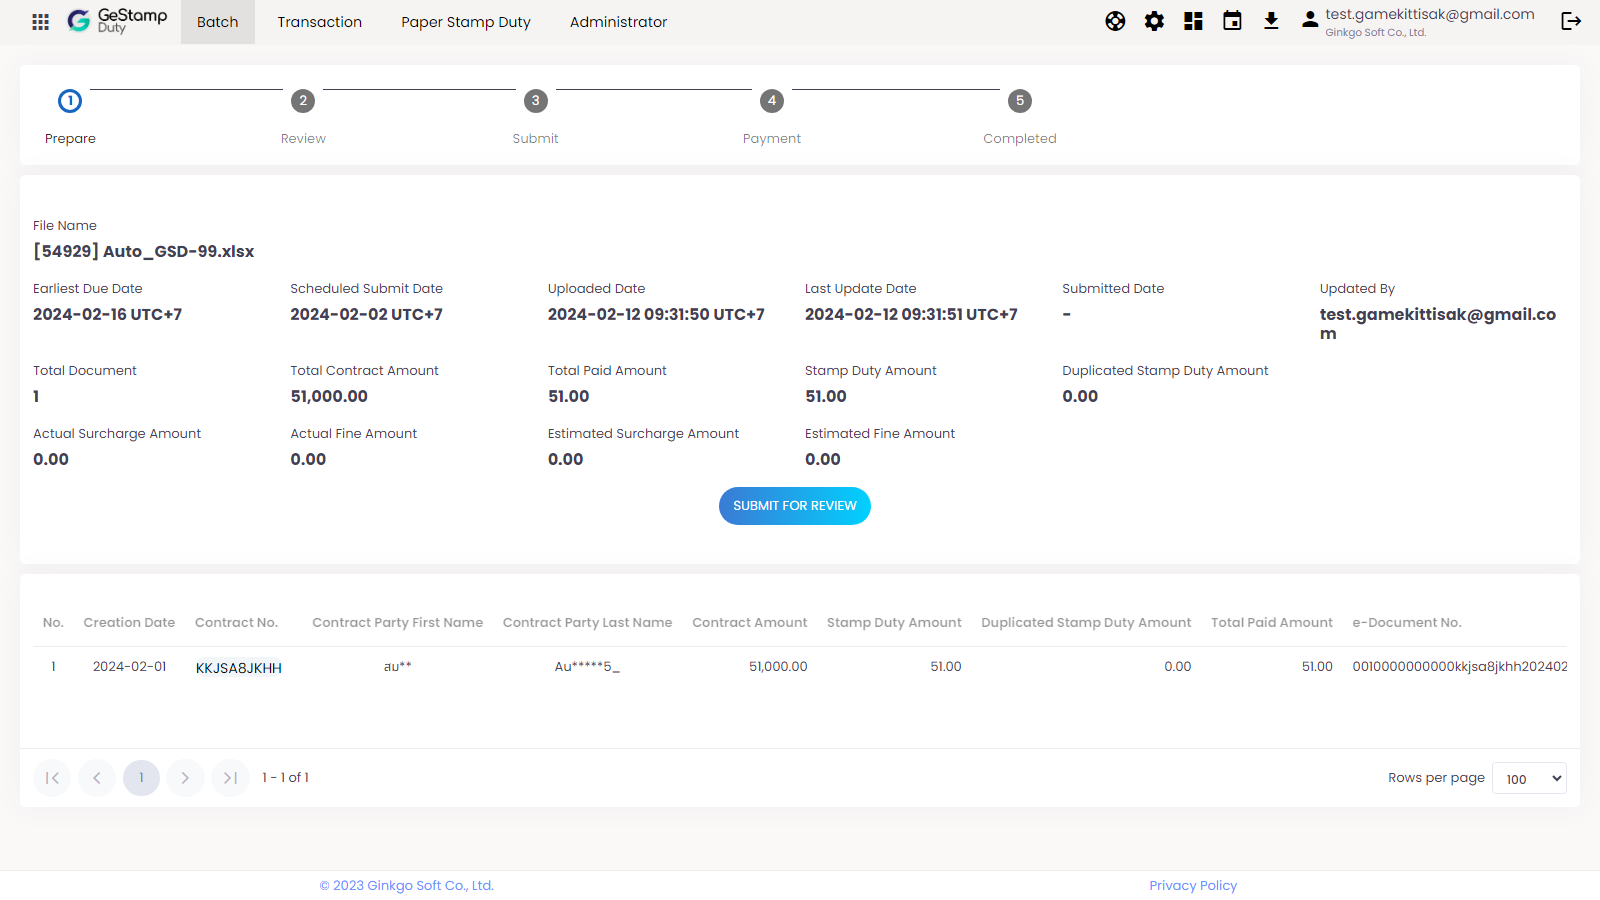 GeStamp
Duty
Batch
Transaction
Paper Stamp Duty
Administrator
test.gamekittisak@gmail.com
Ginkgo Soft Co., Ltd.
1
2
3
4
5
Prepare
Review
Submit
Payment
Completed
File Name
[54929] Auto_GSD-99.xlsx
Earliest Due Date
2024-02-16 UTC+7
Scheduled Submit Date
2024-02-02 UTC+7
Uploaded Date
2024-02-12 09:31:50 UTC+7
Last Update Date
2024-02-12 09:31:51 UTC+7
Submitted Date
-
Updated By
test.gamekittisak@gmail.co
m
Total Document
1
Total Contract Amount
51,000.00
Total Paid Amount
51.00
Stamp Duty Amount
51.00
Duplicated Stamp Duty Amount
0.00
Actual Surcharge Amount
0.00
Actual Fine Amount
0.00
Estimated Surcharge Amount
0.00
Estimated Fine Amount
0.00
SUBMIT FOR REVIEW
No. Creation Date Contract No. Contract Party First Name Contract Party Last Name Contract Amount Stamp Duty Amount Duplicated Stamp Duty Amount Total Paid Amount e-Document No.
1 2024-02-01 KKJSA8JKHH สม** Au*****5_ 51,000.00 51.00 0.00 51.00 0010000000000kkjsa8jkhh202402
1
1 - 1 of 1
Rows per page
100
© 2023 Ginkgo Soft Co., Ltd.
Privacy Policy